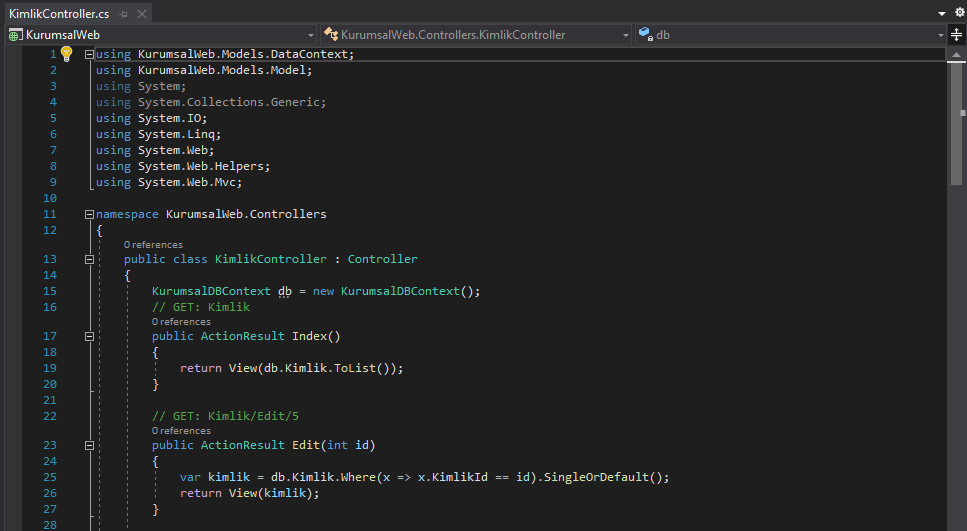 KimlikController.cs
KurumsalWeb KurumsalWeb.Controllers.KimlikController db
1 using KurumsalWeb.Models.DataContext;
2 using KurumsalWeb.Models.Model;
3 using System;
4 using System.Collections.Generic;
5 using System.IO;
6 using System.Linq;
7 using System.Web;
8 using System.Web.Helpers;
9 using System.Web.Mvc;
10
11 namespace KurumsalWeb.Controllers
12 {
0 references
13 public class KimlikController : Controller
14 {
15 KurumsalDBContext db = new KurumsalDBContext();
16 // GET: Kimlik
0 references
17 public ActionResult Index()
18 {
19 return View(db.Kimlik.ToList());
20 }
21
22 // GET: Kimlik/Edit/5
0 references
23 public ActionResult Edit(int id)
24 {
25 var kimlik = db.Kimlik.Where(x => x.KimlikId == id).SingleOrDefault();
26 return View(kimlik);
27 }
28